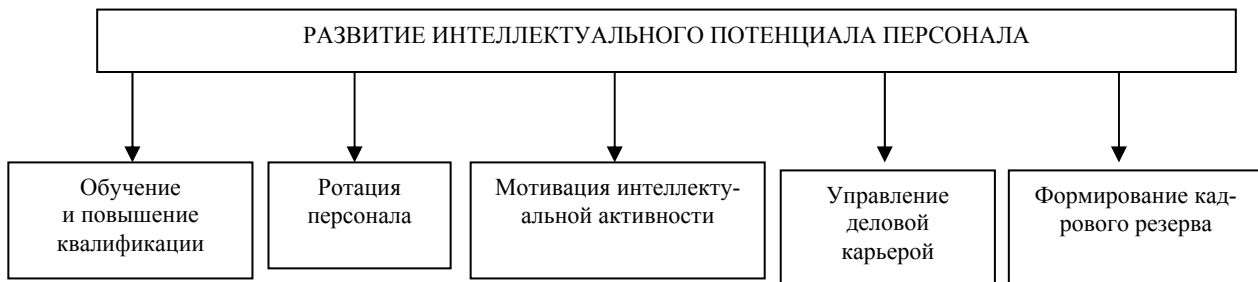 РАЗВИТИЕ ИНТЕЛЛЕКТУАЛЬНОГО ПОТЕНЦИАЛА ПЕРСОНАЛА
Обучение
и повышение
квалификации
Ротация
персонала
Мотивация интеллекту-
альной активности
Управление
деловой
карьерой
Формирование кад-
рового резерва